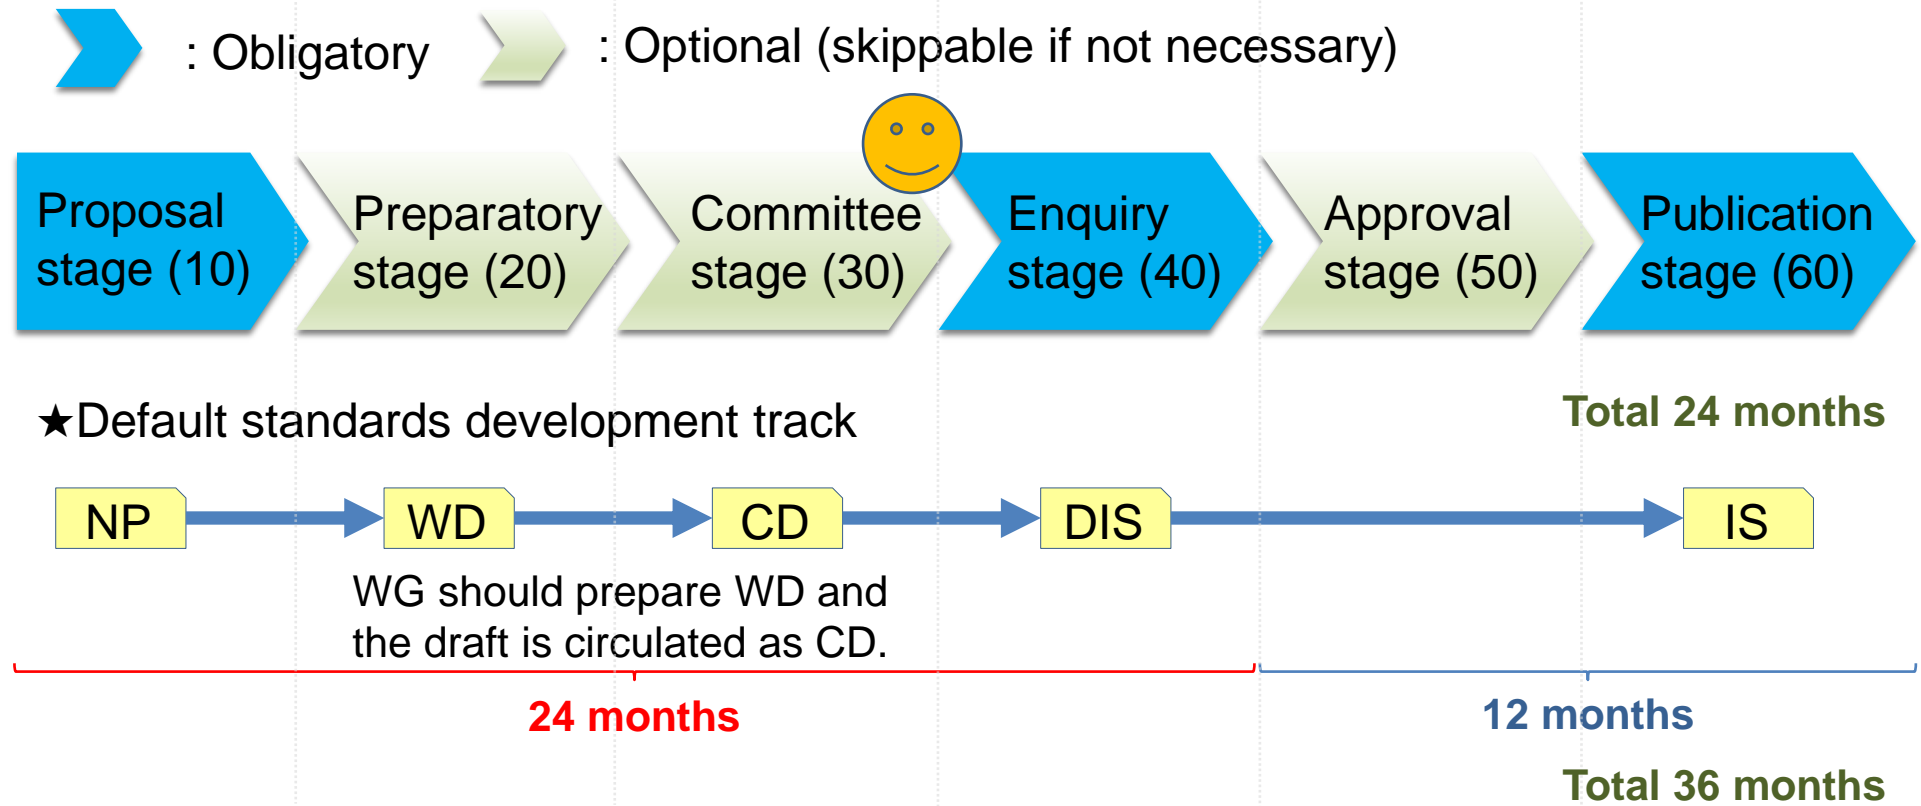 : Obligatory
: Optional (skippable if not necessary)
Proposal
stage (10)
Preparatory
stage (20)
Committee
stage (30)
Enquiry
stage (40)
Approval
stage (50)
Publication
stage (60)
★Default standards development track
Total 24 months
NP
WD
CD
DIS
IS
WG should prepare WD and
the draft is circulated as CD.
24 months
12 months
Total 36 months